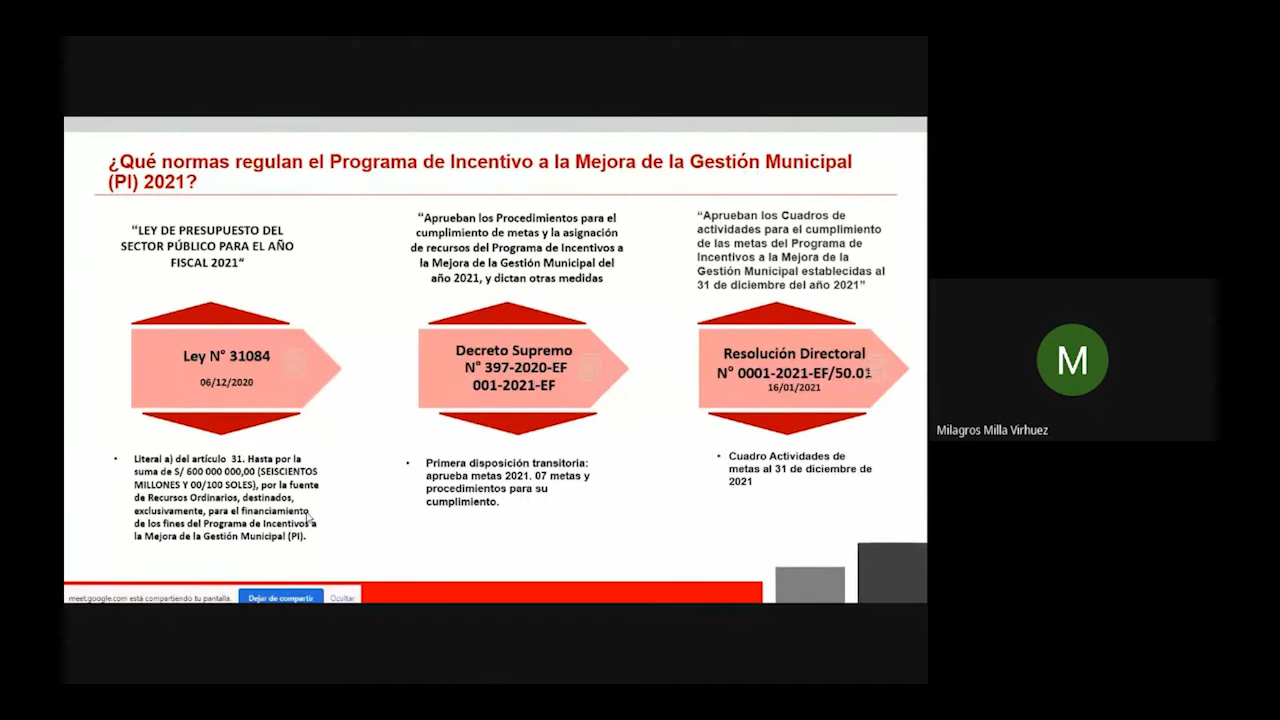 ¿Qué normas regulan el Programa de Incentivo a la Mejora de la Gestión Municipal
(PI) 2021?
“LEY DE PRESUPUESTO DEL
SECTOR PÚBLICO PARA EL AÑO
FISCAL 2021“
Ley N° 31084
06/12/2020
• Literal a) del artículo 31. Hasta por la
suma de S/ 600 000 000,00 (SEISCIENTOS
MILLONES Y 00/100 SOLES), por la fuente
de Recursos Ordinarios, destinados,
exclusivamente, para el financiamiento
de los fines del Programa de Incentivos a
la Mejora de la Gestión Municipal (PI).
“Aprueban los Procedimientos para el
cumplimiento de metas y la asignación
de recursos del Programa de Incentivos a
la Mejora de la Gestión Municipal del
año 2021, y dictan otras medidas
Decreto Supremo
N° 397-2020-EF
001-2021-EF
• Primera disposición transitoria:
aprueba metas 2021. 07 metas y
procedimientos para su
cumplimiento.
“Aprueban los Cuadros de
actividades para el cumplimiento
de las metas del Programa de
Incentivos a la Mejora de la
Gestión Municipal establecidas al
31 de diciembre del año 2021”
Resolución Directoral
N° 0001-2021-EF/50.01
16/01/2021
• Cuadro Actividades de
metas al 31 de diciembre de
2021
meet.google.com está compartiendo tu pantalla.
Dejar de compartir
Ocultar
M
Milagros Milla Virhuez